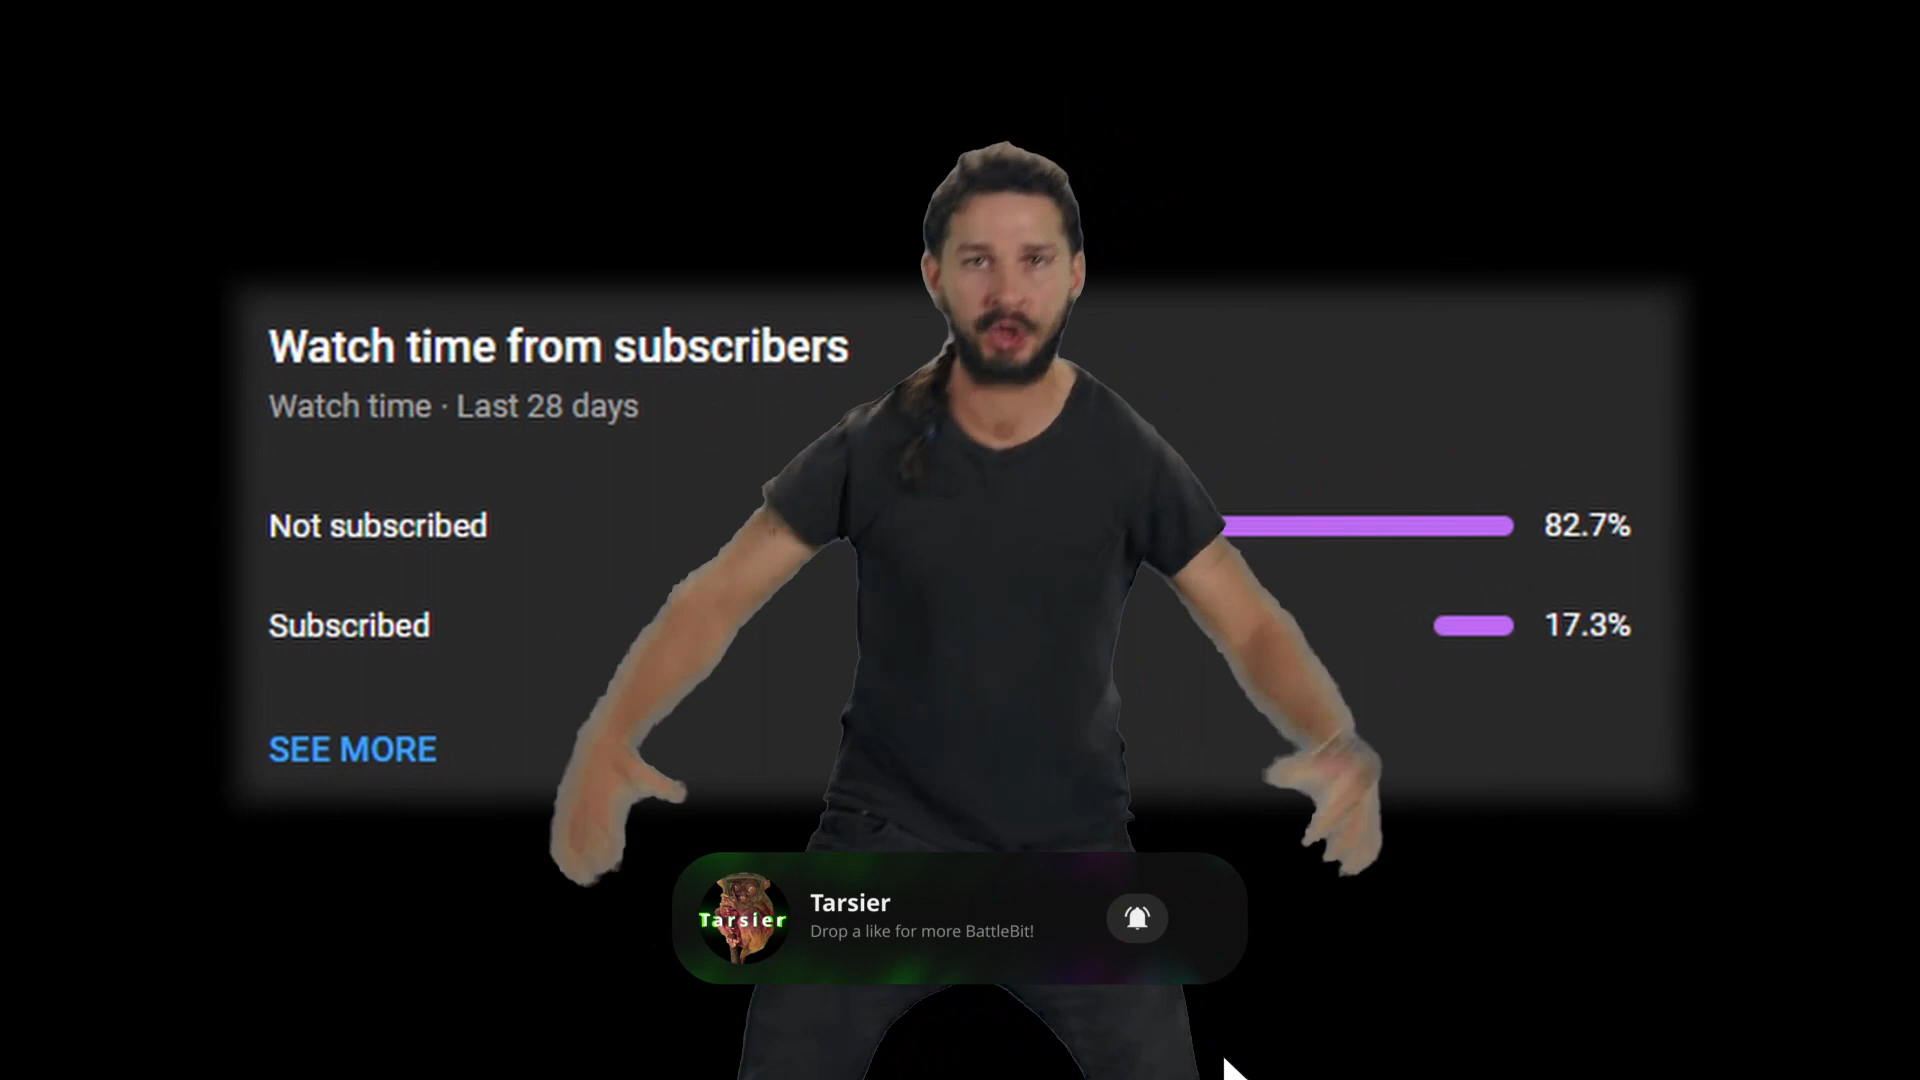 Watch time from subscribers
Watch time · Last 28 days
Not subscribed 82.7%
Subscribed 17.3%
SEE MORE
Tarsier
Tarsier
Drop a like for more BattleBit!